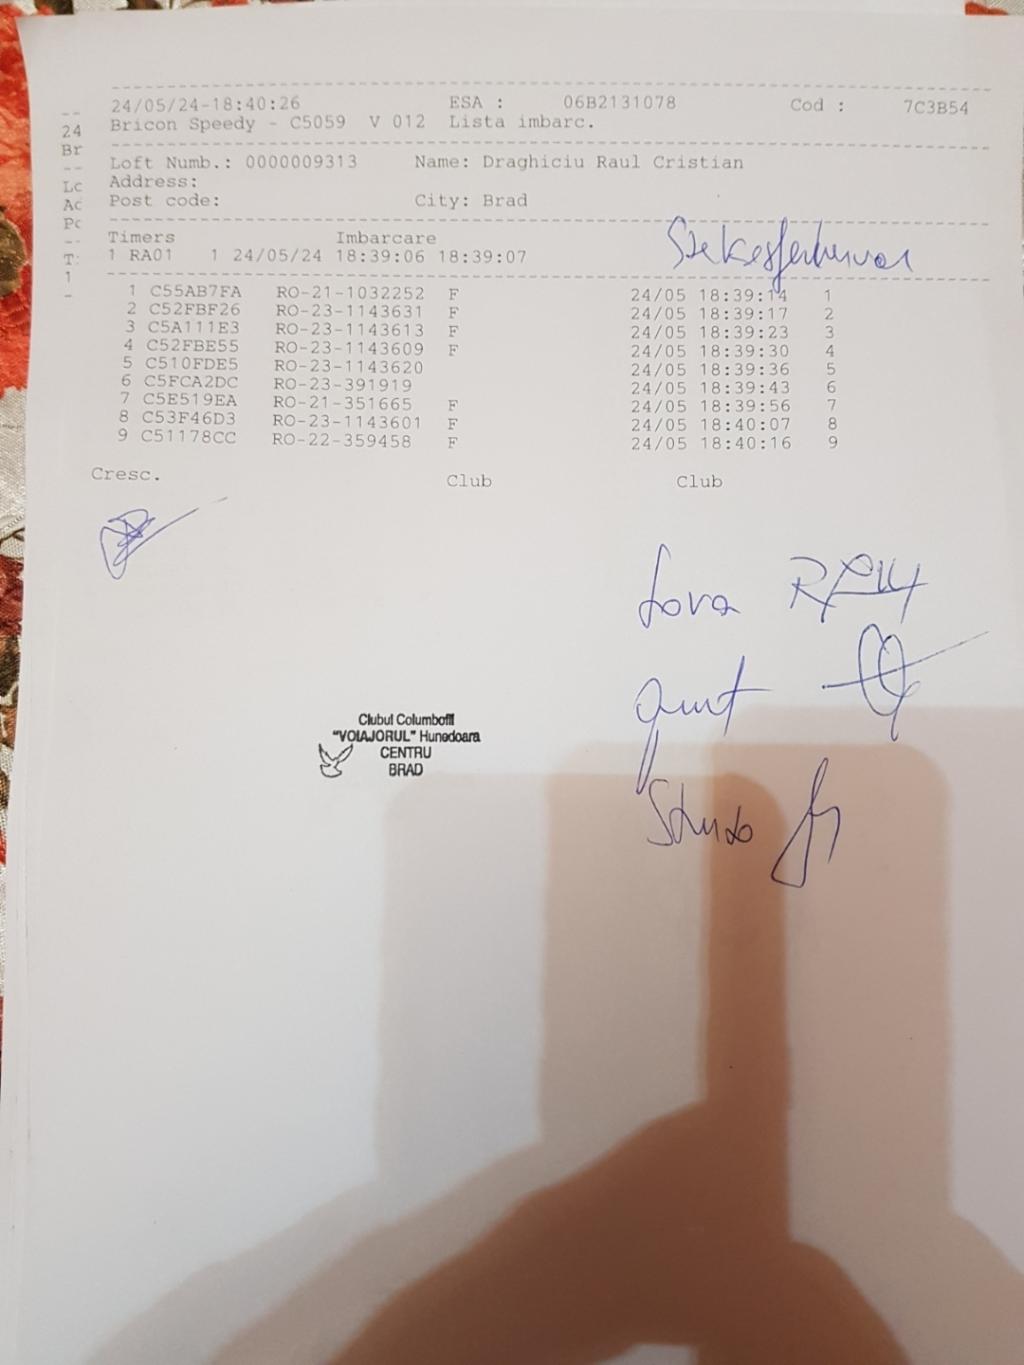 24/05/24-18:40:26 ESA : 06B2131078 Cod : 7C3B54
Bricon Speedy - C5059 V 012 Lista imbarc.
Loft Numb.: 0000009313 Name: Draghiciu Raul Cristian
Address:
Post code: City: Brad
Timers Imbarcare
1 RA01 1 24/05/24 18:39:06 18:39:07
1 C55AB7FA RO-21-1032252 F 24/05 18:39:14 1
2 C52FBF26 RO-23-1143631 F 24/05 18:39:17 2
3 C5A111E3 RO-23-1143613 F 24/05 18:39:23 3
4 C52FBE55 RO-23-1143609 F 24/05 18:39:30 4
5 C510FDE5 RO-23-1143620 24/05 18:39:36 5
6 C5FCA2DC RO-23-391919 24/05 18:39:43 6
7 C5E519EA RO-21-351665 F 24/05 18:39:56 7
8 C53F46D3 RO-23-1143601 F 24/05 18:40:07 8
9 C51178CC RO-22-359458 F 24/05 18:40:16 9
Cresc. Club Club
Clubul Columbofil
"VOIAJORUL" Hunedoara
CENTRU
BRAD
24
Br
Lc
Ac
Pc
T:
1